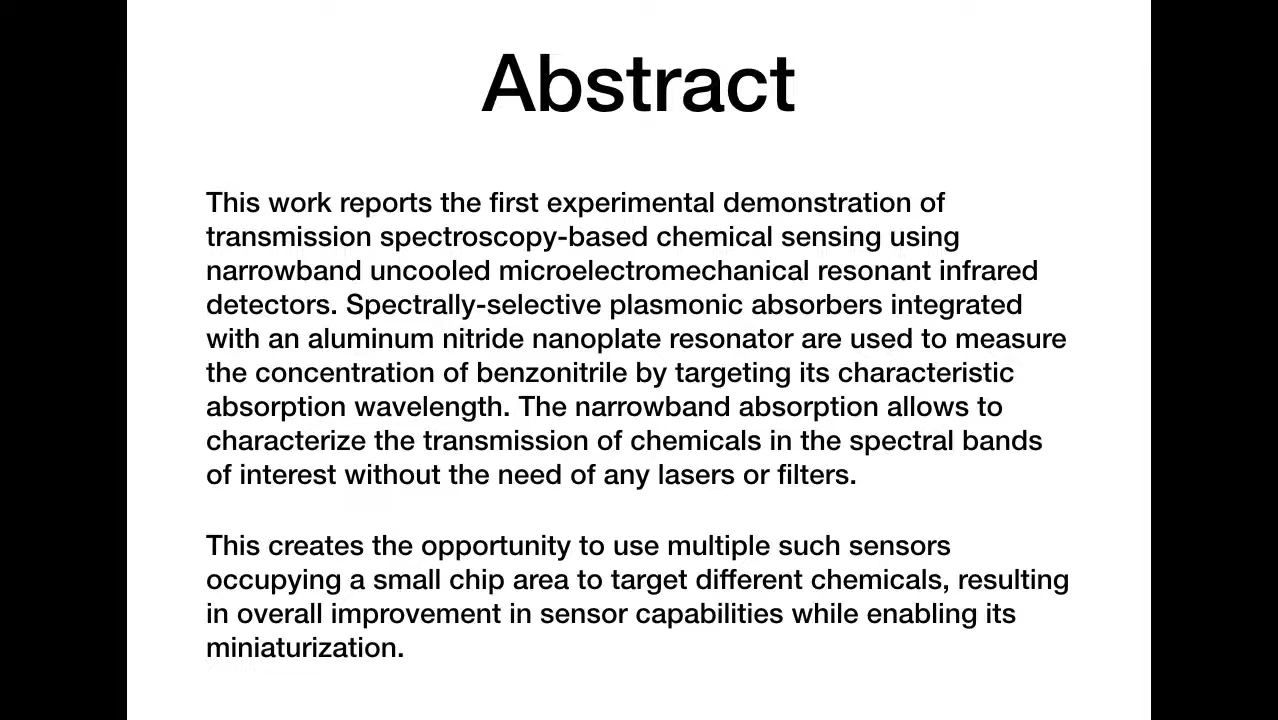 Abstract
This work reports the first experimental demonstration of
transmission spectroscopy-based chemical sensing using
narrowband uncooled microelectromechanical resonant infrared
detectors. Spectrally-selective plasmonic absorbers integrated
with an aluminum nitride nanoplate resonator are used to measure
the concentration of benzonitrile by targeting its characteristic
absorption wavelength. The narrowband absorption allows to
characterize the transmission of chemicals in the spectral bands
of interest without the need of any lasers or filters.
This creates the opportunity to use multiple such sensors
occupying a small chip area to target different chemicals, resulting
in overall improvement in sensor capabilities while enabling its
miniaturization.